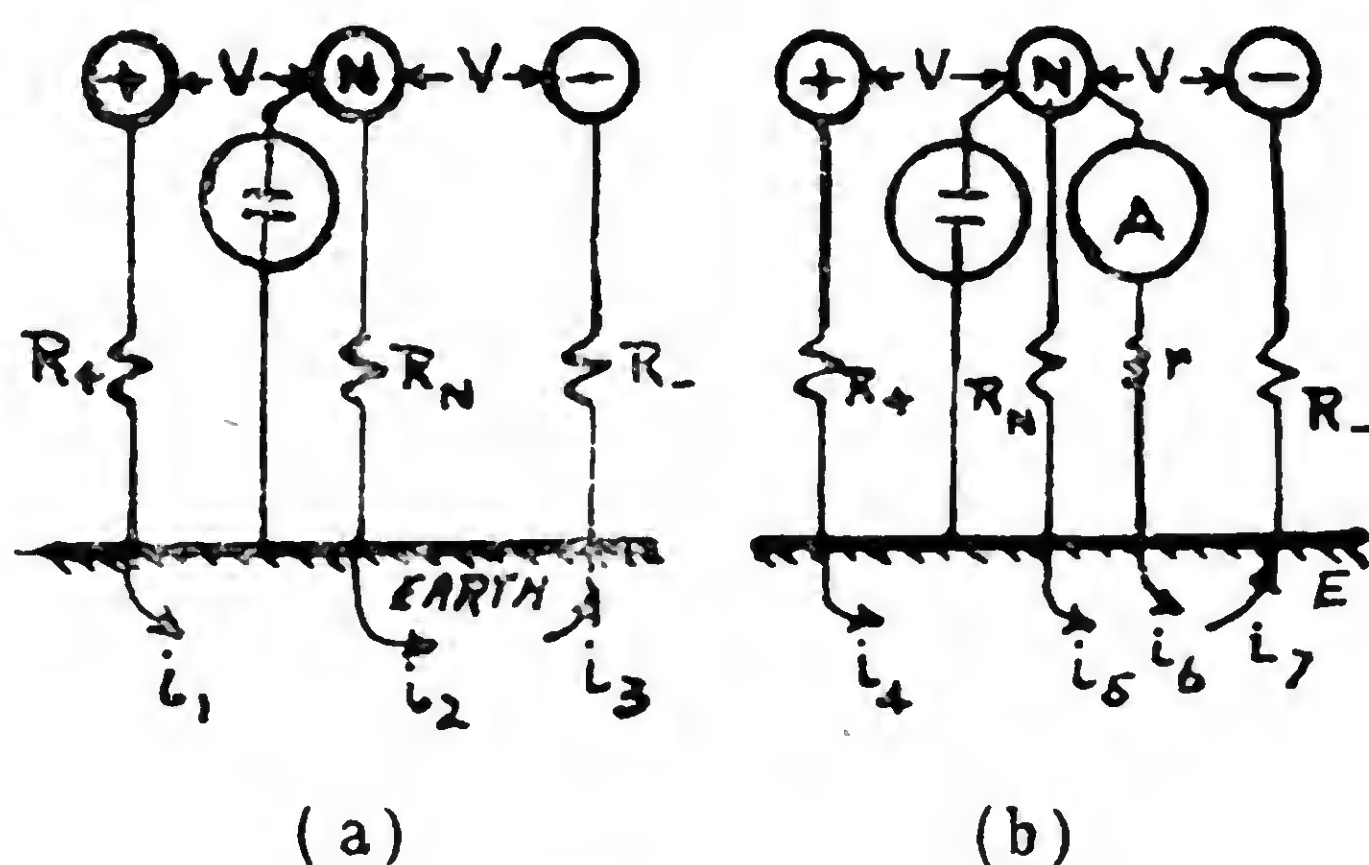 + V N V − + V N V −
A
R+ RN R− R+ RN r R−
EARTH E
i1 i2 i3 i4 i5 i6 i7
(a) (b)